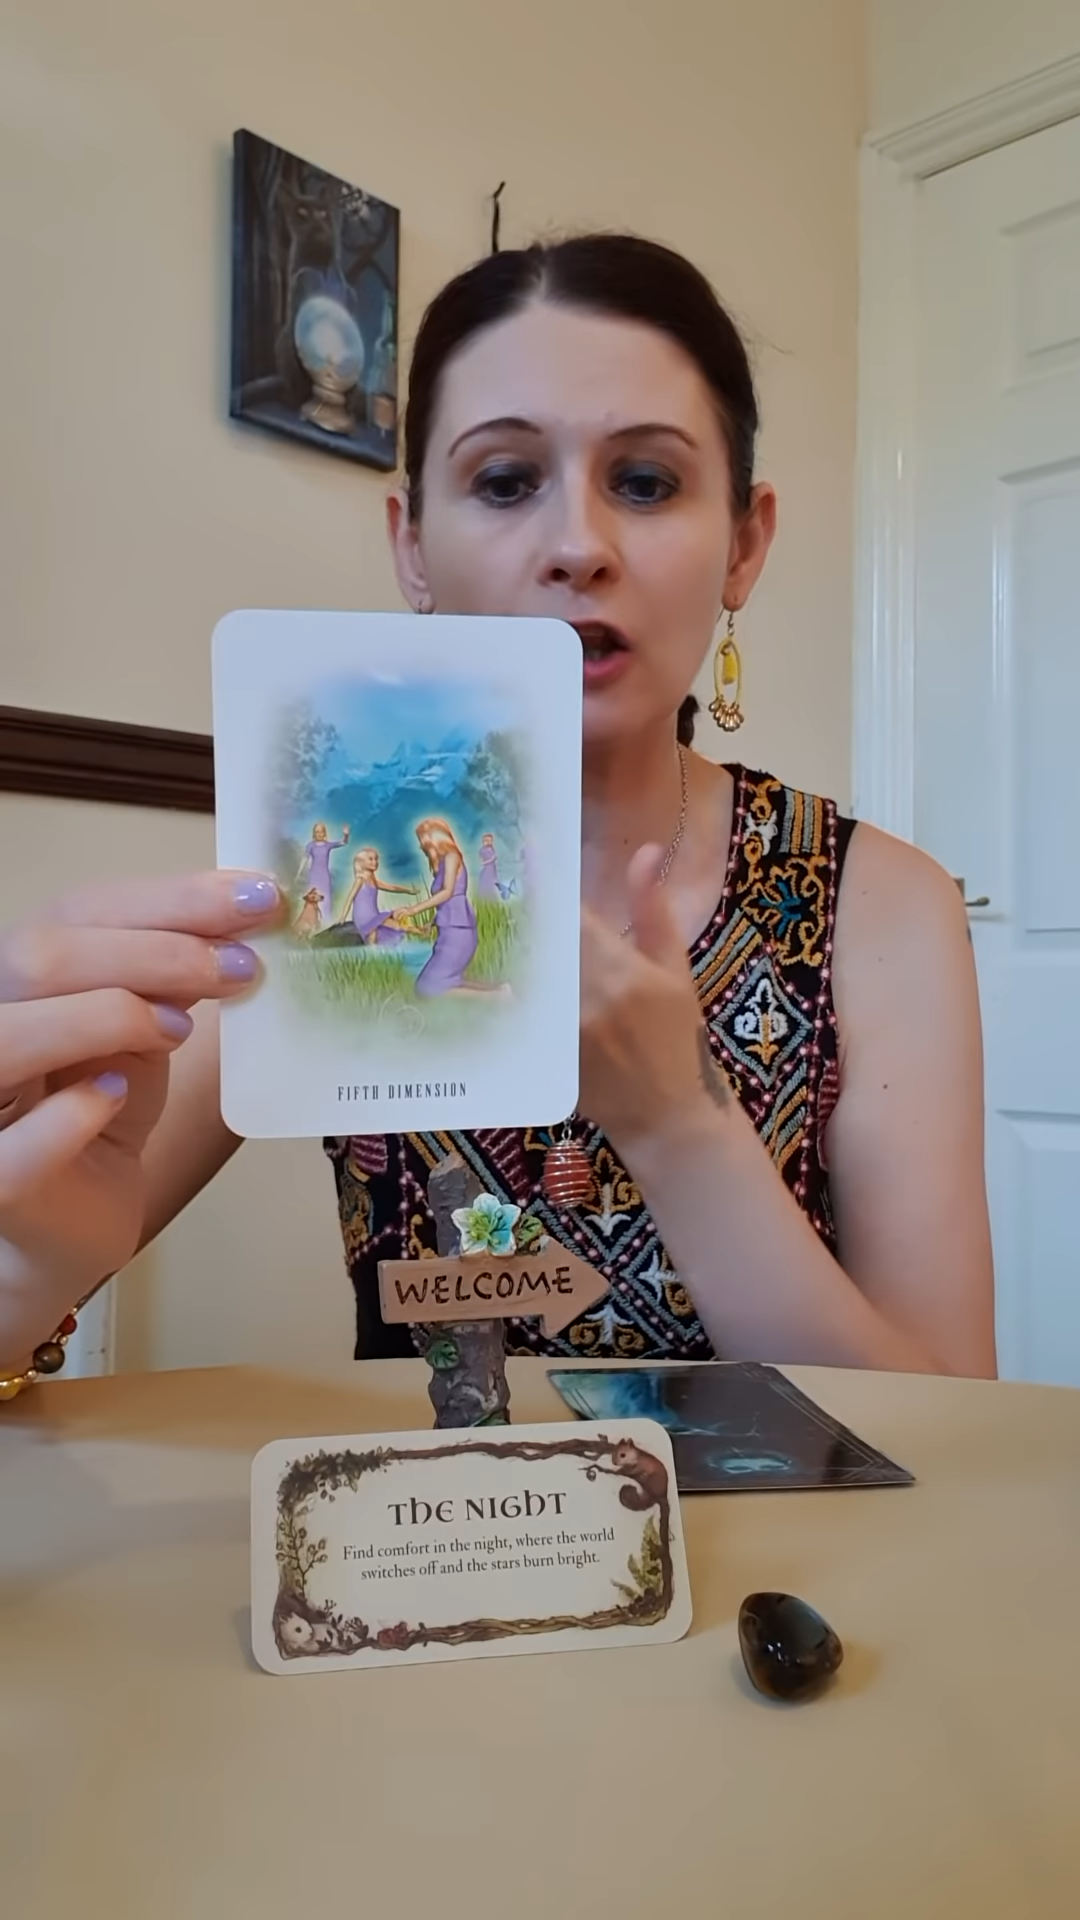 FIFTH DIMENSION
WELCOME
THE NIGHT
Find comfort in the night, where the world
switches off and the stars burn bright.